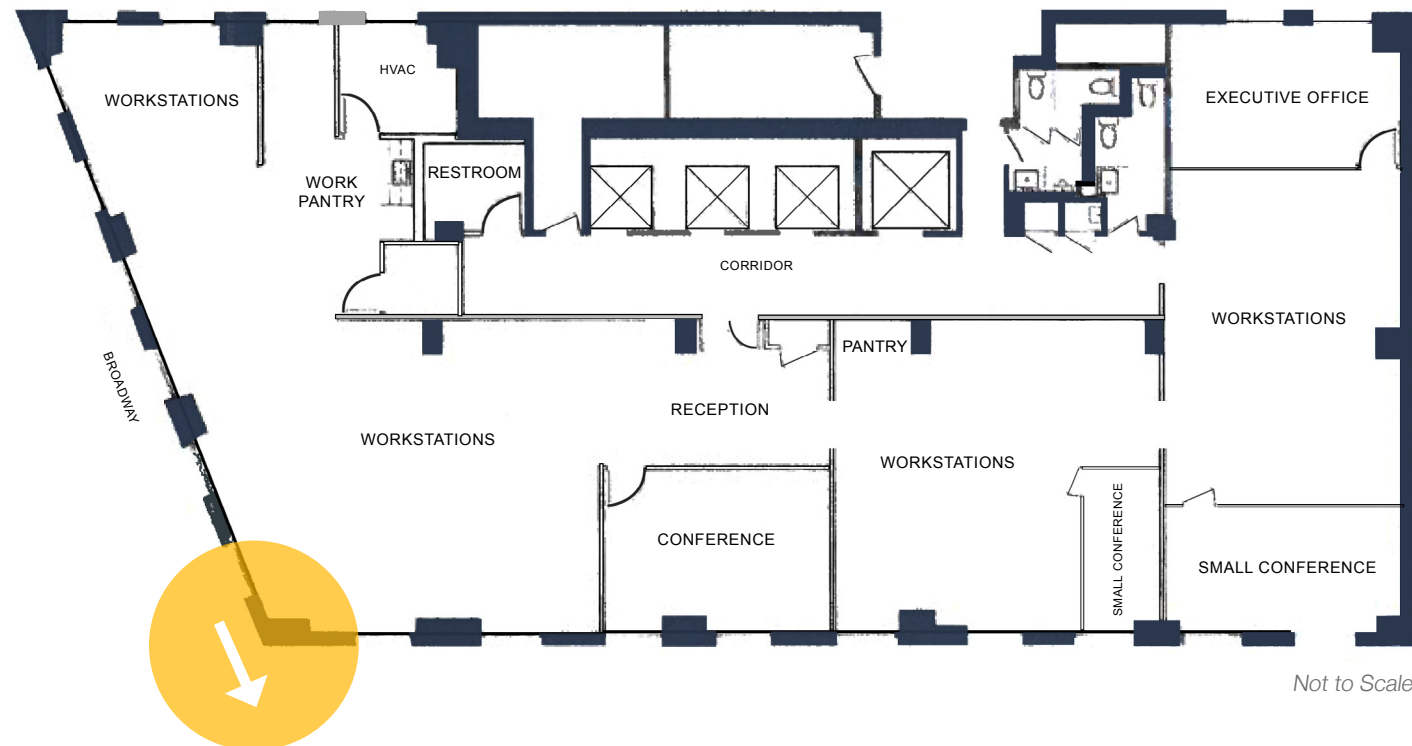 HVAC
WORKSTATIONS
EXECUTIVE OFFICE
RESTROOM
WORK
PANTRY
CORRIDOR
WORKSTATIONS
PANTRY
BROADWAY
RECEPTION
WORKSTATIONS
WORKSTATIONS
CONFERENCE
SMALL CONFERENCE
SMALL CONFERENCE
Not to Scale